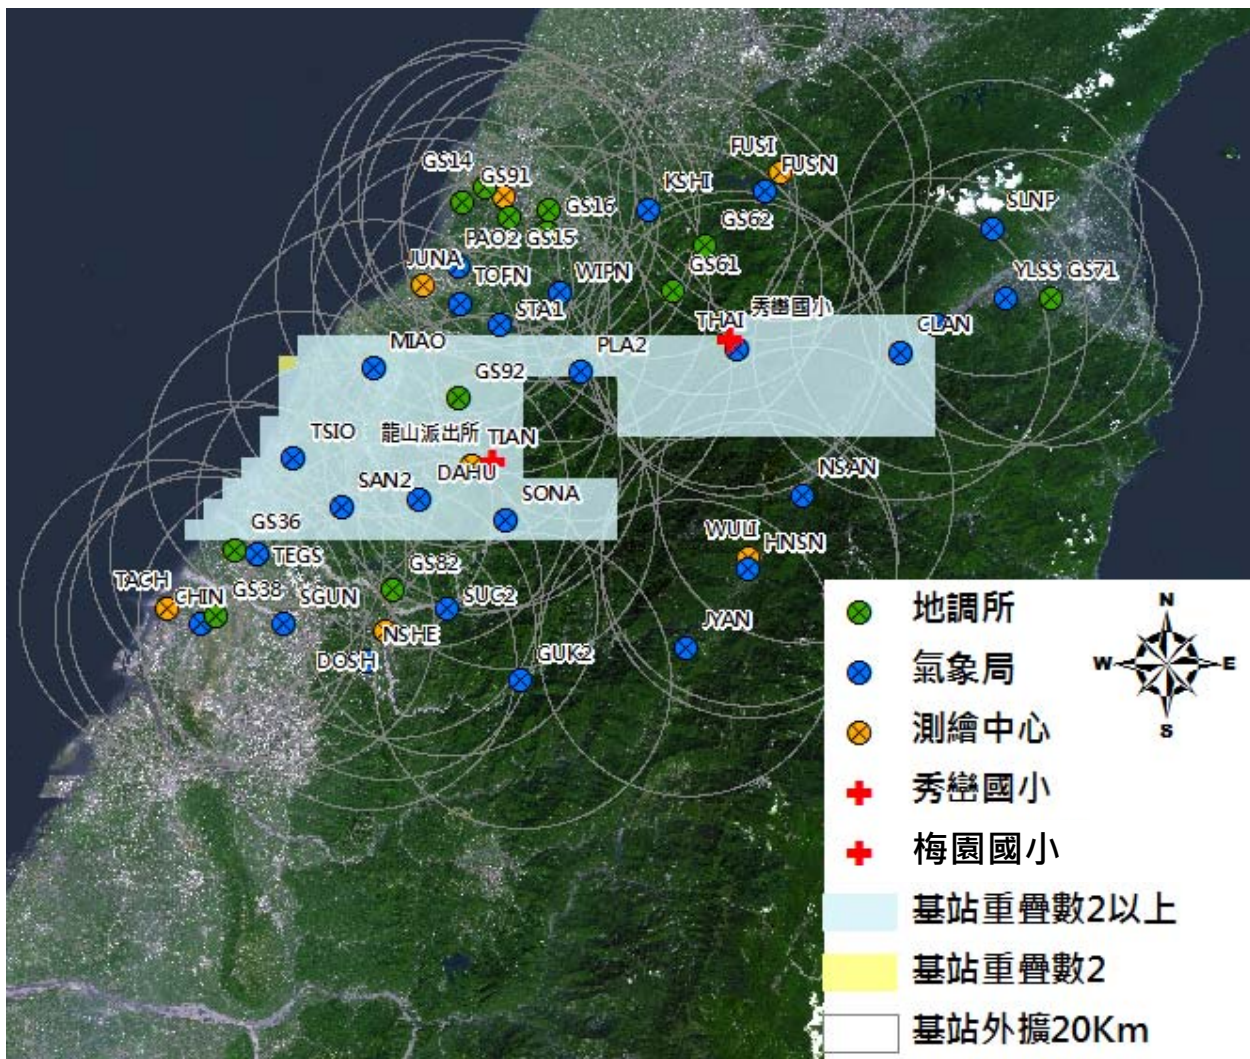 FUSI
FUSN
GS14
GS91
KSHI
GS16
GS62
SLNP
PAO2
GS15
JUNA
TOFN
WIPN
GS61
YLSS
GS71
STA1
THAI
秀巒國小
CLAN
MIAO
PLA2
GS92
TSIO
龍山派出所
TIAN
DAHU
SAN2
SONA
NSAN
GS36
TEGS
WULI
HNSN
TACH
CHIN
GS38
SGUN
GS82
SUC2
NSHE
JYAN
DOSH
GUK2
地調所
氣象局
測繪中心
秀巒國小
梅園國小
基站重疊數2以上
基站重疊數2
基站外擴20Km
N
W
E
S